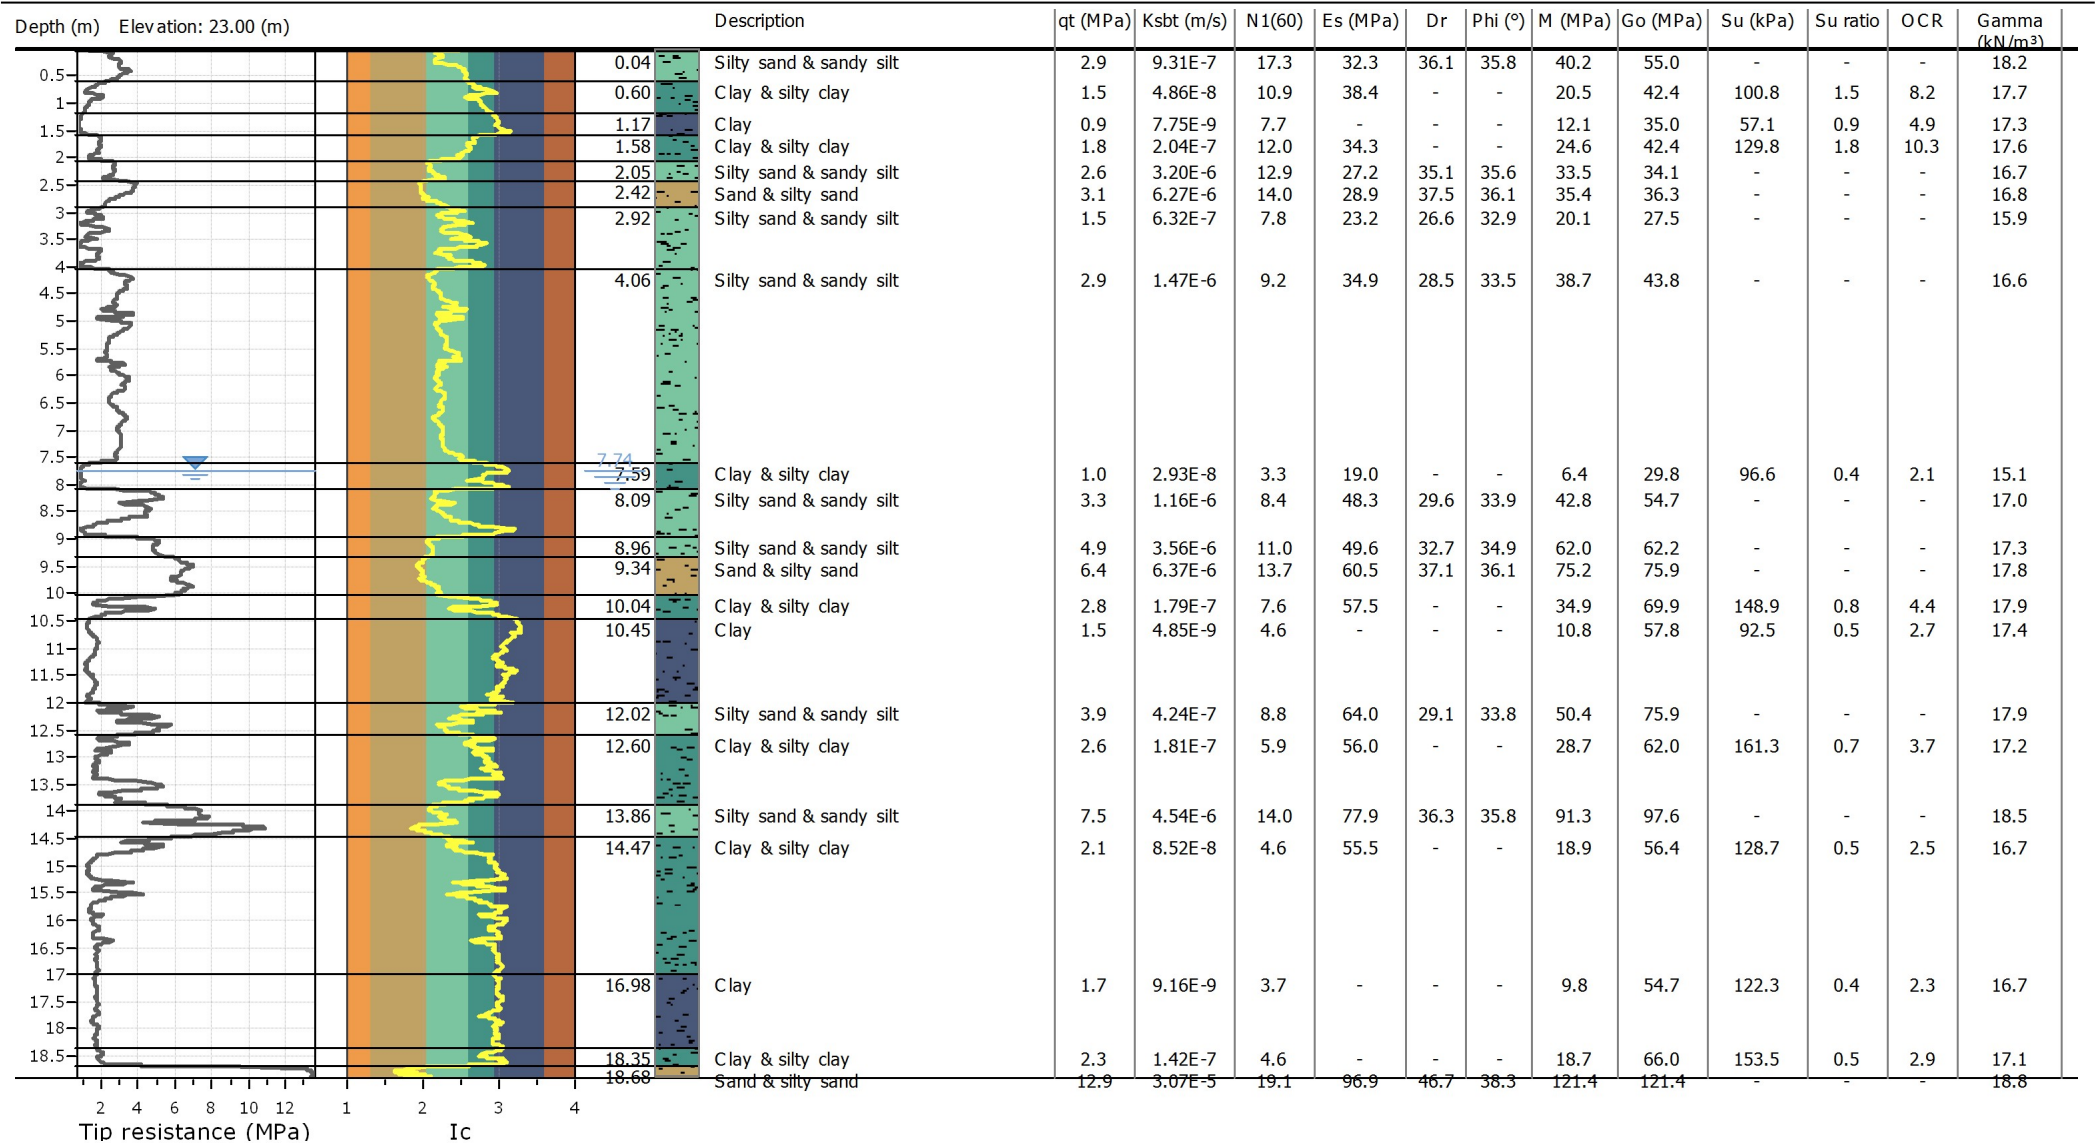 Depth (m) Elevation: 23.00 (m) Description qt (MPa) Ksbt (m/s) N1(60) Es (MPa) Dr Phi (°) M (MPa) Go (MPa) Su (kPa) Su ratio OCR Gamma
(kN/m³)
0.04 Silty sand & sandy silt 2.9 9.31E-7 17.3 32.3 36.1 35.8 40.2 55.0 - - - 18.2
0.5
0.60 Clay & silty clay 1.5 4.86E-8 10.9 38.4 - - 20.5 42.4 100.8 1.5 8.2 17.7
1
1.17 Clay 0.9 7.75E-9 7.7 - - - 12.1 35.0 57.1 0.9 4.9 17.3
1.5
1.58 Clay & silty clay 1.8 2.04E-7 12.0 34.3 - - 24.6 42.4 129.8 1.8 10.3 17.6
2
2.05 Silty sand & sandy silt 2.6 3.20E-6 12.9 27.2 35.1 35.6 33.5 34.1 - - - 16.7
2.5
2.42 Sand & silty sand 3.1 6.27E-6 14.0 28.9 37.5 36.1 35.4 36.3 - - - 16.8
3
2.92 Silty sand & sandy silt 1.5 6.32E-7 7.8 23.2 26.6 32.9 20.1 27.5 - - - 15.9
3.5
4
4.06 Silty sand & sandy silt 2.9 1.47E-6 9.2 34.9 28.5 33.5 38.7 43.8 - - - 16.6
4.5
5
5.5
6
6.5
7
7.5
7.74
7.59 Clay & silty clay 1.0 2.93E-8 3.3 19.0 - - 6.4 29.8 96.6 0.4 2.1 15.1
8
8.09 Silty sand & sandy silt 3.3 1.16E-6 8.4 48.3 29.6 33.9 42.8 54.7 - - - 17.0
8.5
9
8.96 Silty sand & sandy silt 4.9 3.56E-6 11.0 49.6 32.7 34.9 62.0 62.2 - - - 17.3
9.5
9.34 Sand & silty sand 6.4 6.37E-6 13.7 60.5 37.1 36.1 75.2 75.9 - - - 17.8
10
10.04 Clay & silty clay 2.8 1.79E-7 7.6 57.5 - - 34.9 69.9 148.9 0.8 4.4 17.9
10.5
10.45 Clay 1.5 4.85E-9 4.6 - - - 10.8 57.8 92.5 0.5 2.7 17.4
11
11.5
12
12.02 Silty sand & sandy silt 3.9 4.24E-7 8.8 64.0 29.1 33.8 50.4 75.9 - - - 17.9
12.5
12.60 Clay & silty clay 2.6 1.81E-7 5.9 56.0 - - 28.7 62.0 161.3 0.7 3.7 17.2
13
13.5
14
13.86 Silty sand & sandy silt 7.5 4.54E-6 14.0 77.9 36.3 35.8 91.3 97.6 - - - 18.5
14.5
14.47 Clay & silty clay 2.1 8.52E-8 4.6 55.5 - - 18.9 56.4 128.7 0.5 2.5 16.7
15
15.5
16
16.5
17
16.98 Clay 1.7 9.16E-9 3.7 - - - 9.8 54.7 122.3 0.4 2.3 16.7
17.5
18
18.5
18.35 Clay & silty clay 2.3 1.42E-7 4.6 - - - 18.7 66.0 153.5 0.5 2.9 17.1
18.68 Sand & silty sand 12.9 3.07E-5 19.1 96.9 46.7 38.3 121.4 121.4 - - - 18.8
2 4 6 8 10 12 1 2 3 4
Tip resistance (MPa) Ic